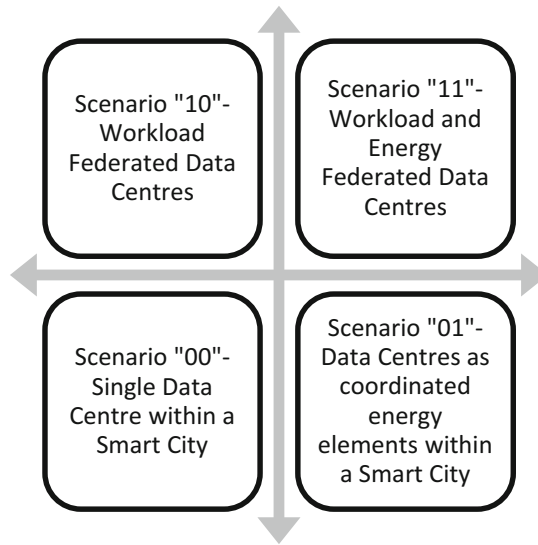 Scenario "10"-
Workload
Federated Data
Centres
Scenario "11"-
Workload and
Energy
Federated Data
Centres
Scenario "00"-
Single Data
Centre within a
Smart City
Scenario "01"-
Data Centres as
coordinated
energy
elements within
a Smart City